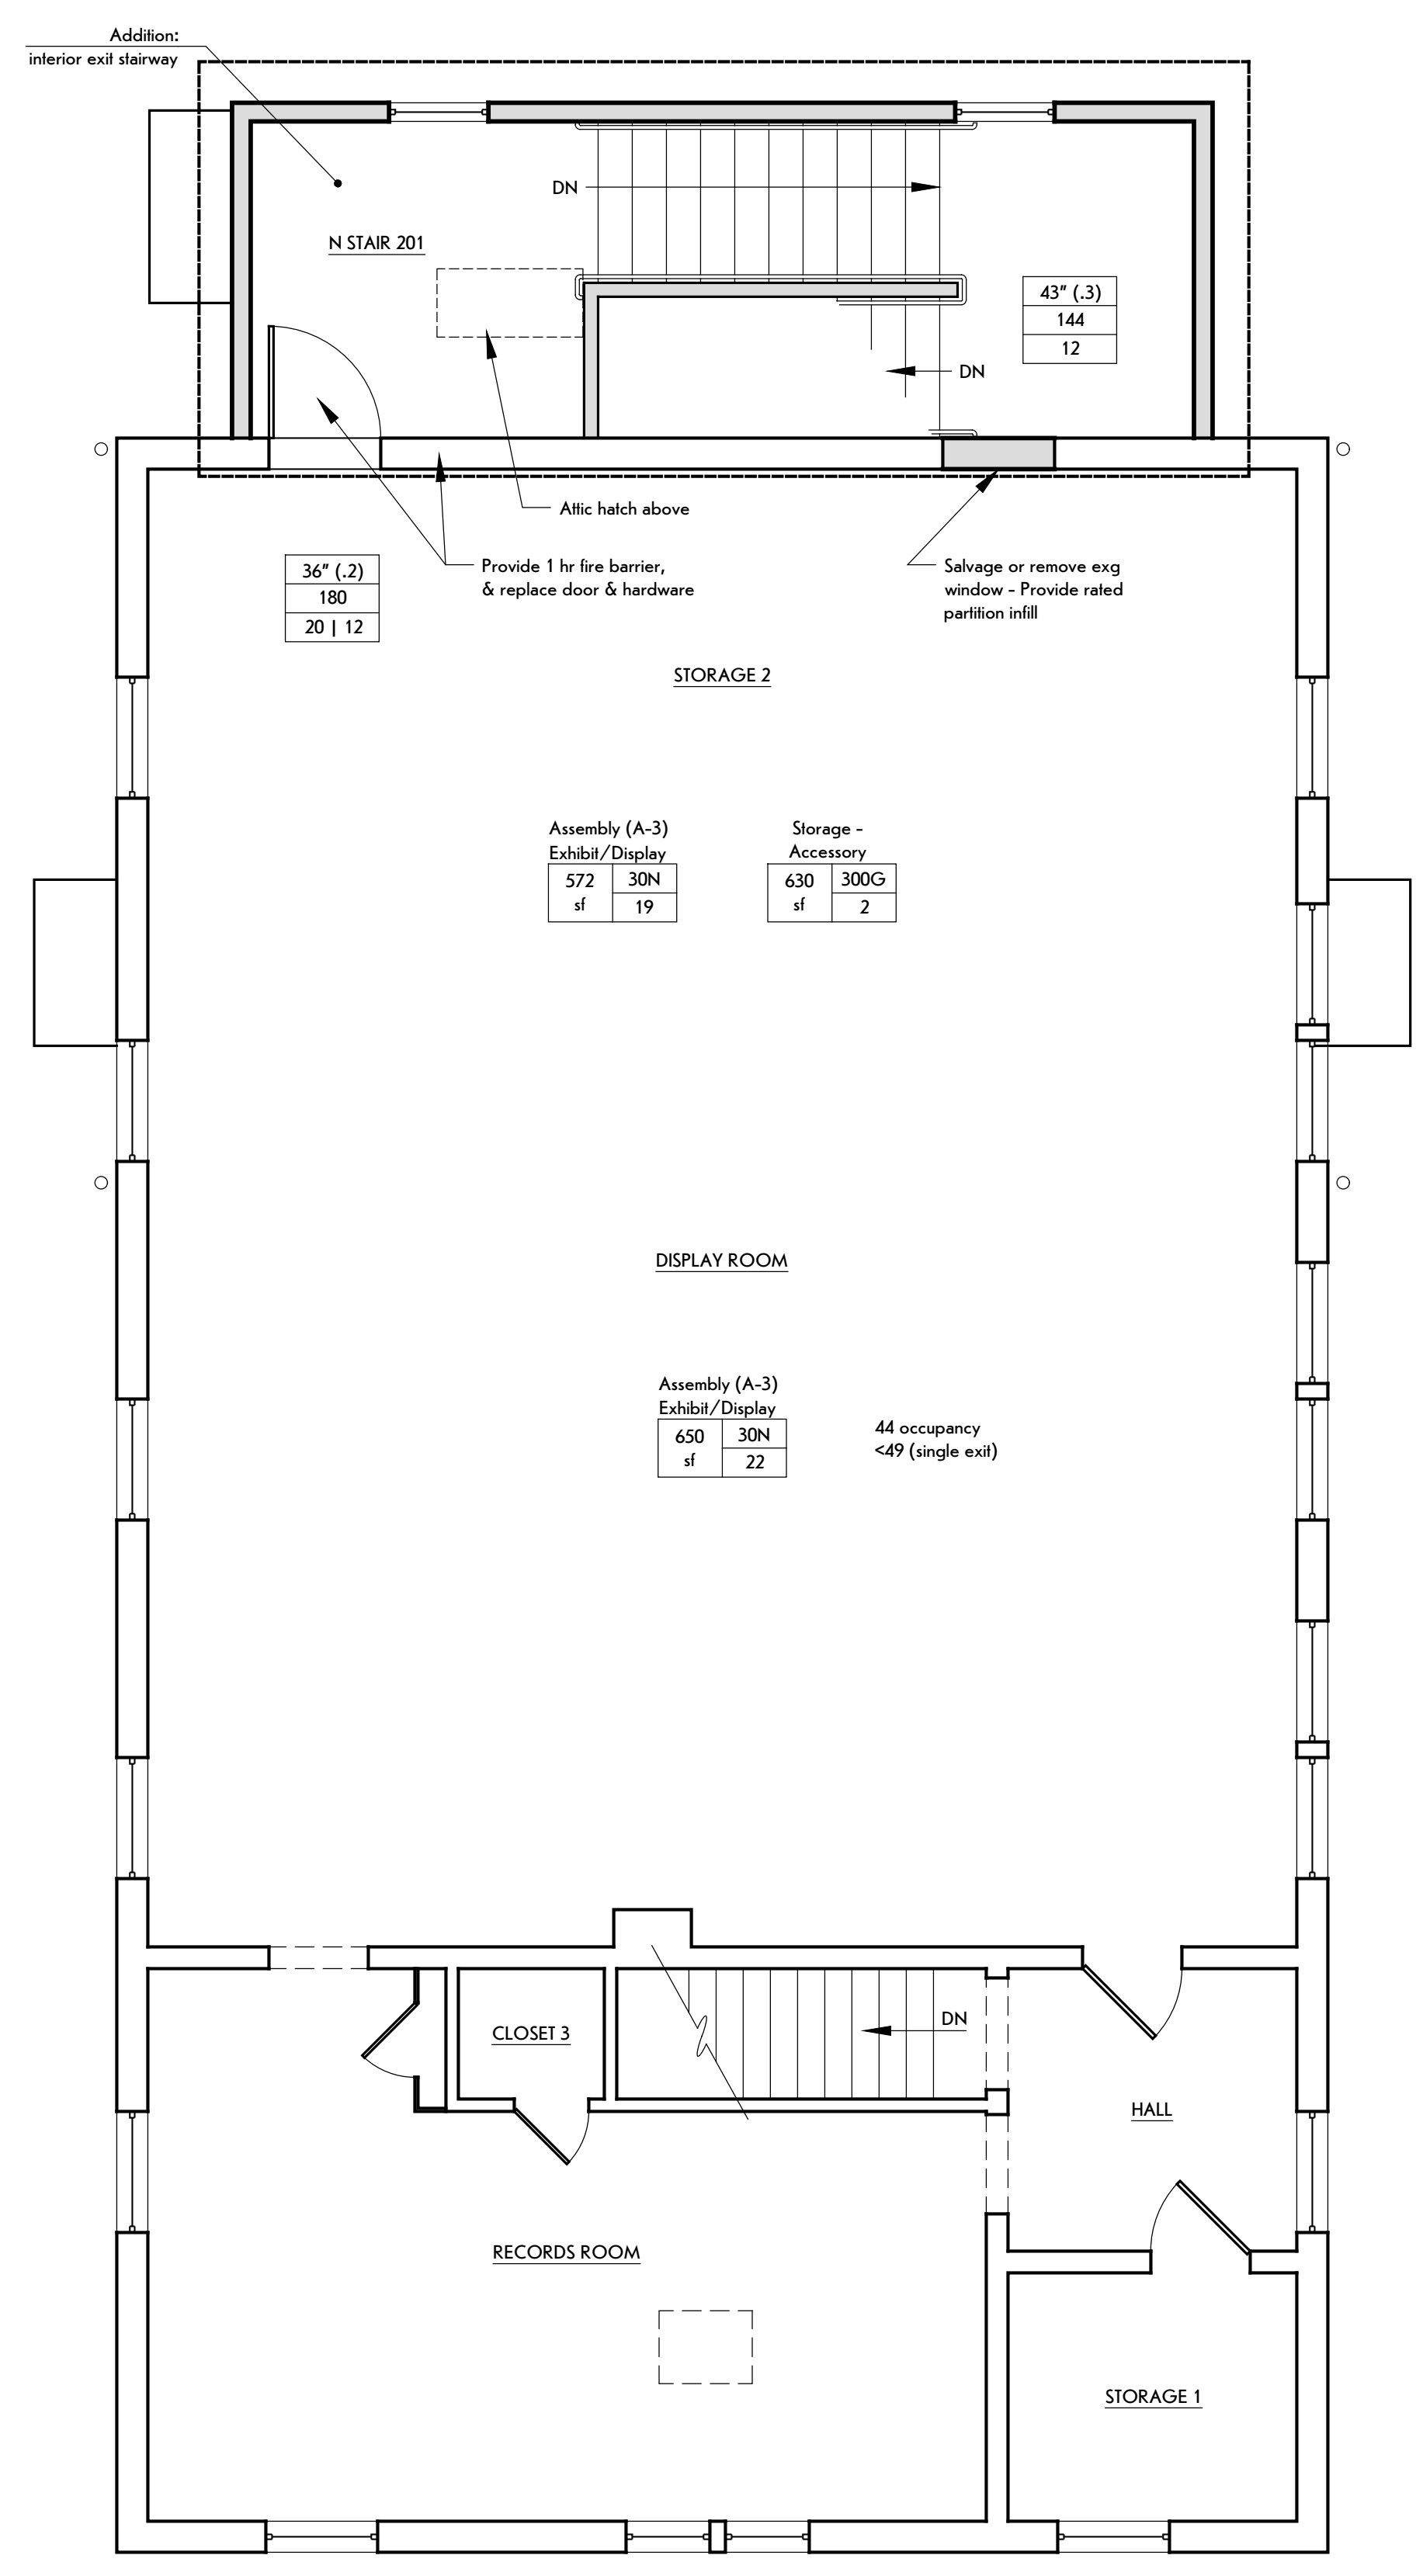 Addition:
interior exit stairway
DN
N STAIR 201
43" (.3)
144
12
DN
Attic hatch above
Provide 1 hr fire barrier,
& replace door & hardware
Salvage or remove exg
window - Provide rated
partition infill
36" (.2)
180
20 | 12
STORAGE 2
Assembly (A-3)
Exhibit/Display
572 sf
30N
19
Storage -
Accessory
630 sf
300G
2
DISPLAY ROOM
Assembly (A-3)
Exhibit/Display
650 sf
30N
22
44 occupancy
<49 (single exit)
DN
CLOSET 3
HALL
RECORDS ROOM
STORAGE 1